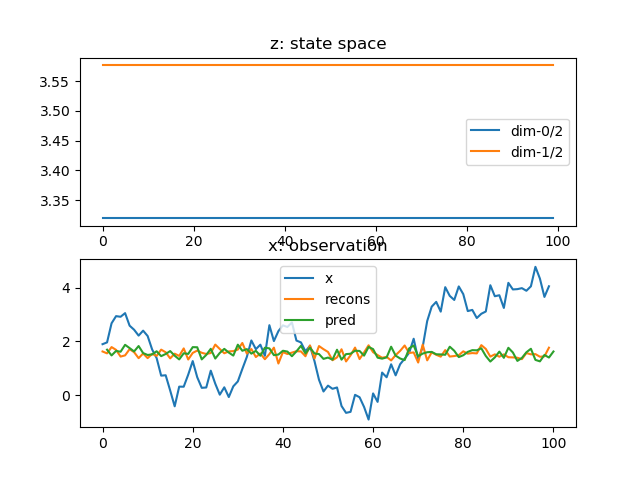 z: state space
3.55
3.50
3.45
3.40
3.35
dim-0/2
dim-1/2
0 20 40 60 80 100
x: observation
4
2
0
x
recons
pred
0 20 40 60 80 100